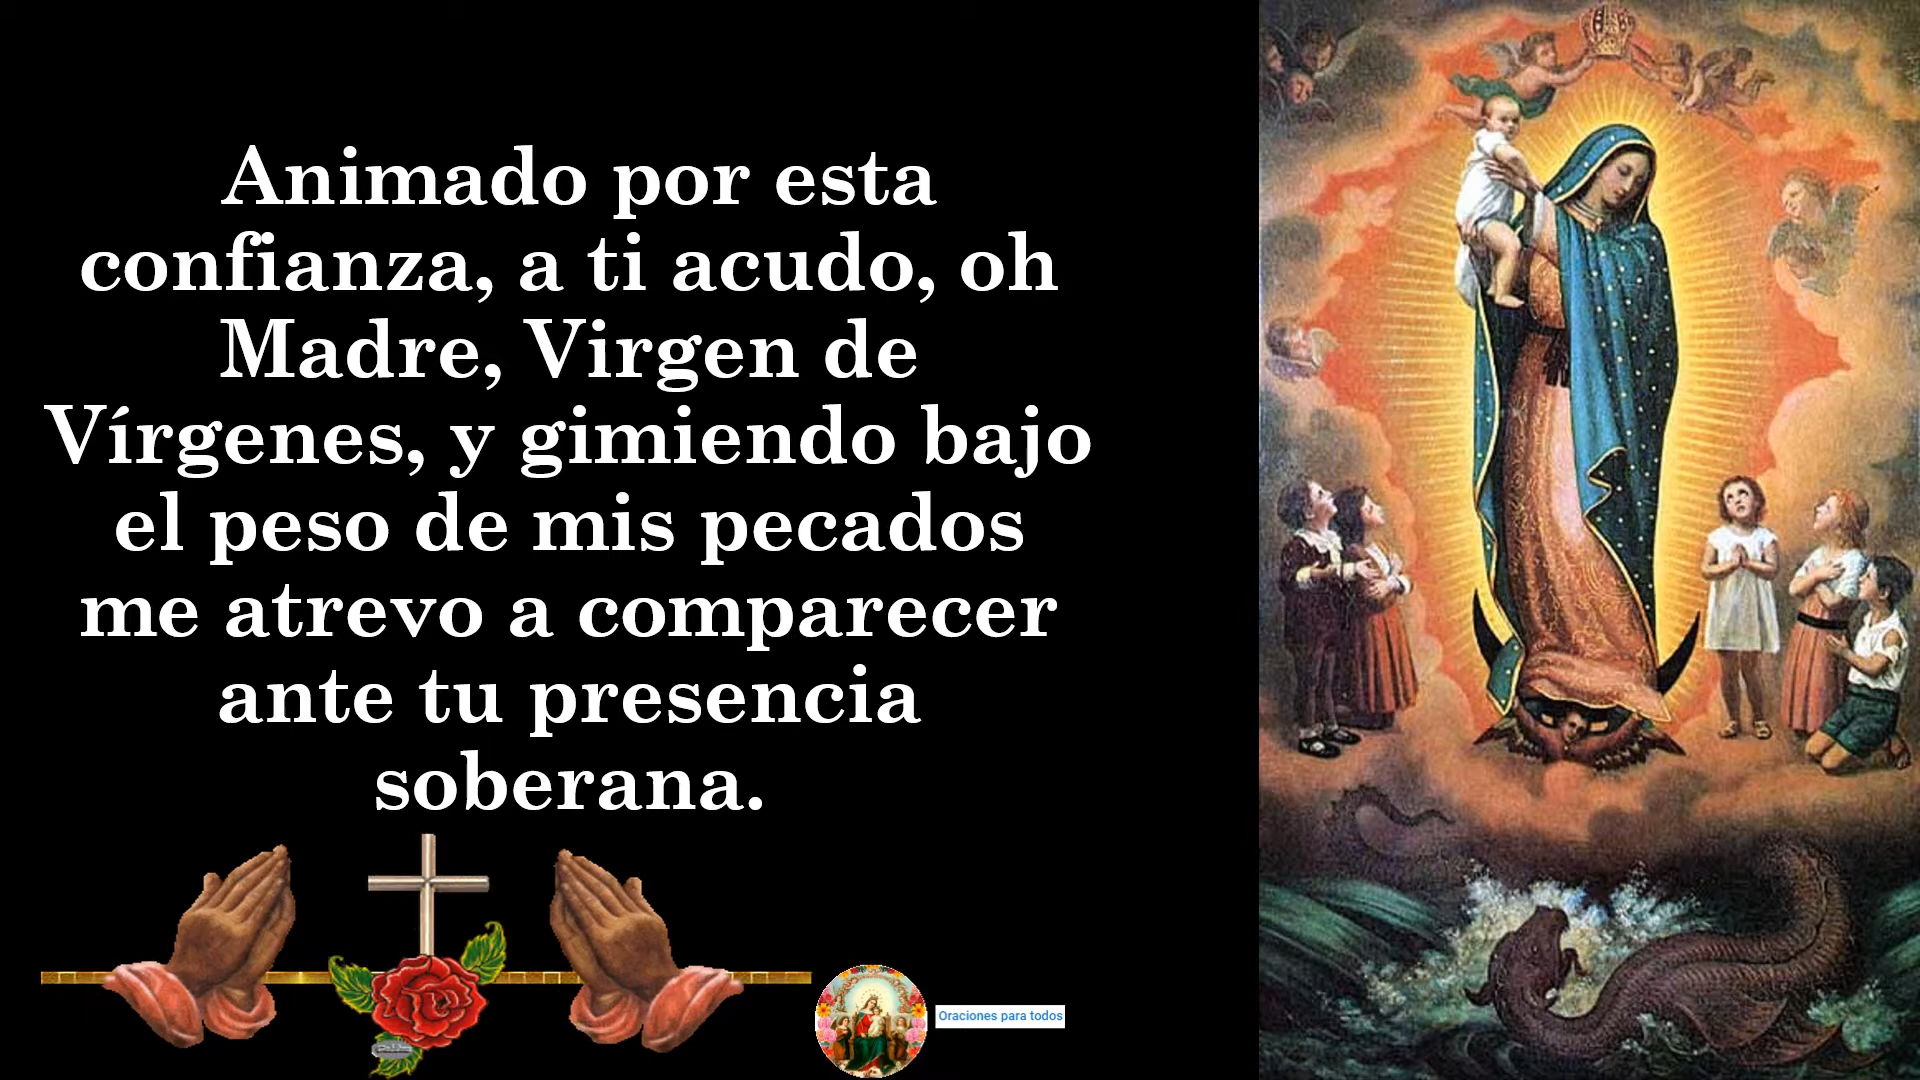 Animado por esta
confianza, a ti acudo, oh
Madre, Virgen de
Vírgenes, y gimiendo bajo
el peso de mis pecados
me atrevo a comparecer
ante tu presencia
soberana.
Oraciones para todos